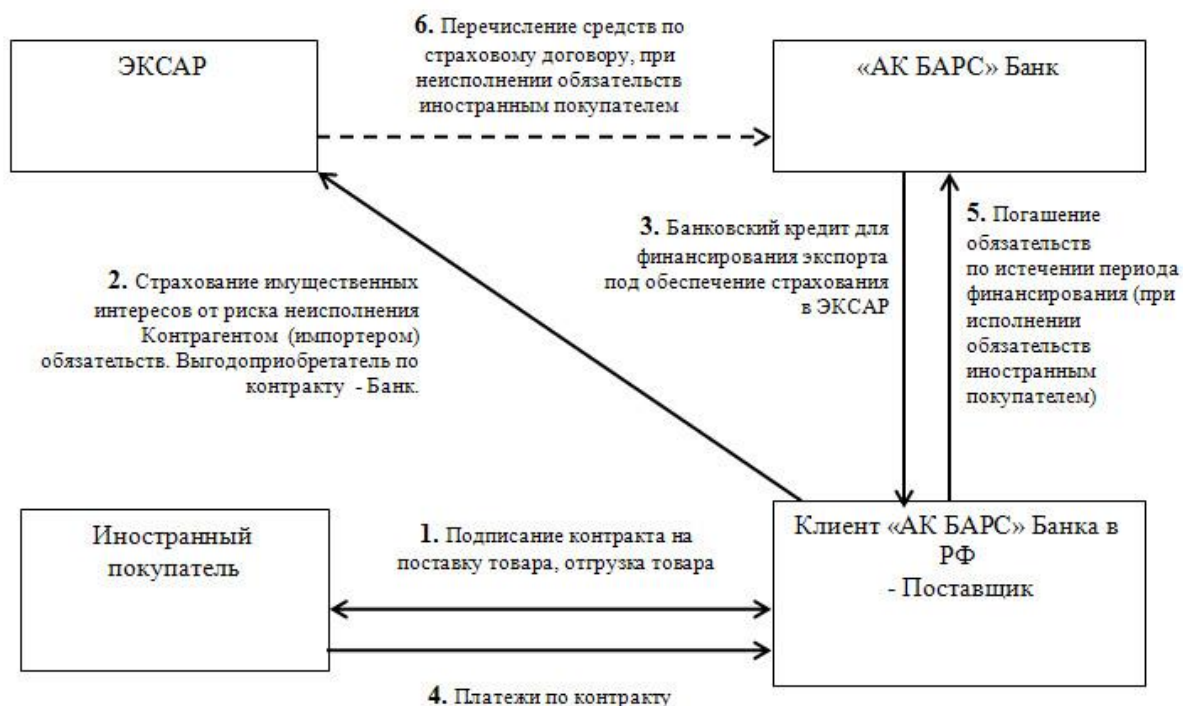 6. Перечисление средств по
страховому договору, при
неисполнении обязательств
иностранным покупателем
ЭКСАР
«АК БАРС» Банк
3. Банковский кредит для
финансирования экспорта
под обеспечение страхования
в ЭКСАР
5. Погашение
обязательств
по истечении периода
финансирования (при
исполнении
обязательств
иностранным
покупателем)
2. Страхование имущественных
интересов от риска неисполнения
Контрагентом (импортером)
обязательств. Выгодоприобретатель по
контракту - Банк.
Иностранный
покупатель
1. Подписание контракта на
поставку товара, отгрузка товара
Клиент «АК БАРС» Банка в
РФ
- Поставщик
4. Платежи по контракту